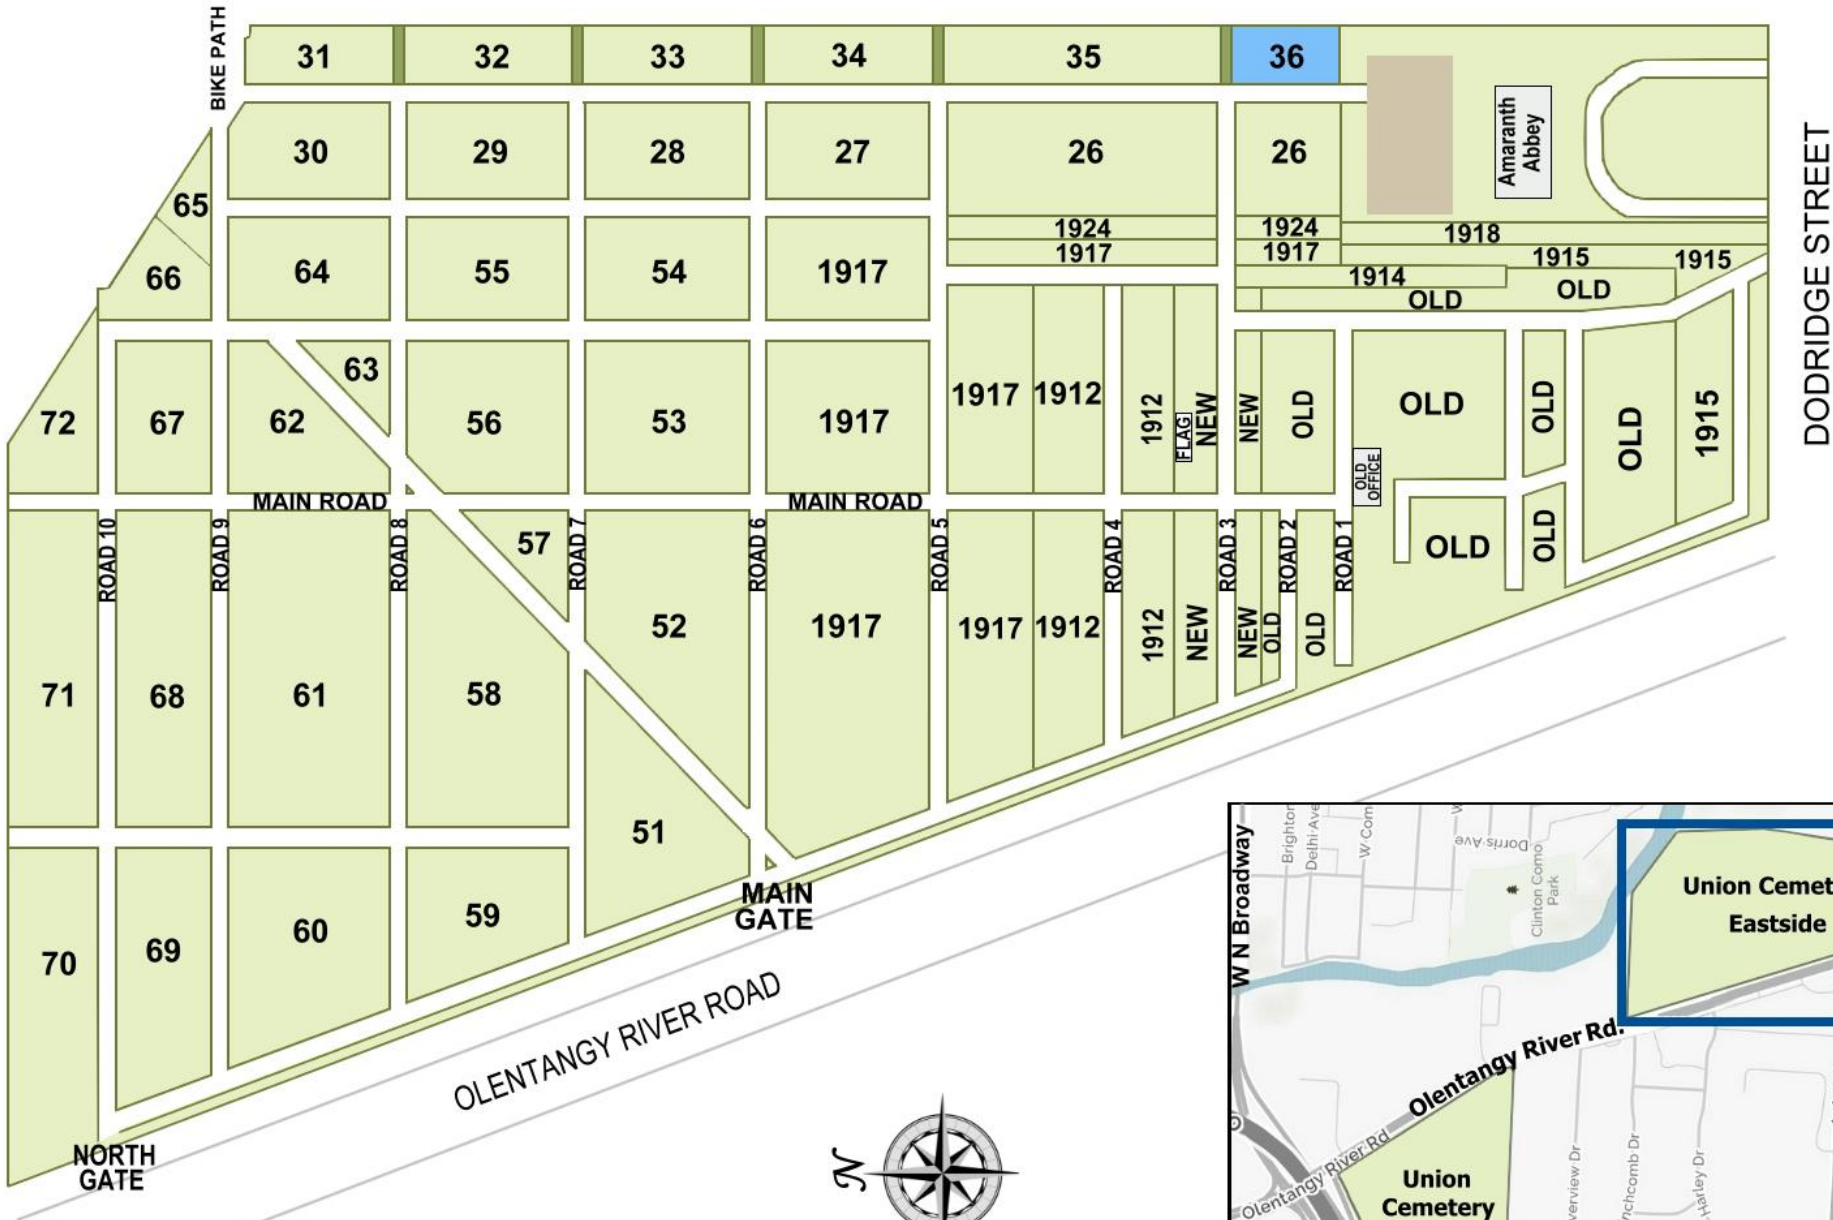 BIKE PATH
31 32 33 34 35 36
30 29 28 27 26 26
Amaranth
Abbey
DODRIDGE STREET
65
1924 1924
1918
1917 1917
1915 1915
66 64 55 54 1917
1914
OLD
OLD
63
72 67 62 56 53 1917 1917 1912 1912 FLAG NEW NEW OLD OLD OLD OLD 1915
OLD
OFFICE
MAIN ROAD MAIN ROAD
ROAD 10 ROAD 9 ROAD 8 ROAD 7 ROAD 6 ROAD 5 ROAD 4 ROAD 3 ROAD 2 ROAD 1
57 OLD OLD
52 1917 1917 1912 1912 NEW NEW OLD OLD
71 68 61 58
51
MAIN
GATE
70 69 60 59
OLENTANGY RIVER ROAD
NORTH
GATE
N
W N Broadway
Brighton
Delhi Ave
W Com
W
Dorris Ave
Clinton Como
Park
Union Cemet
Eastside
Olentangy River Rd.
Olentangy River Rd
Union
Cemetery
verview Dr
nchcomb Dr
Harley Dr